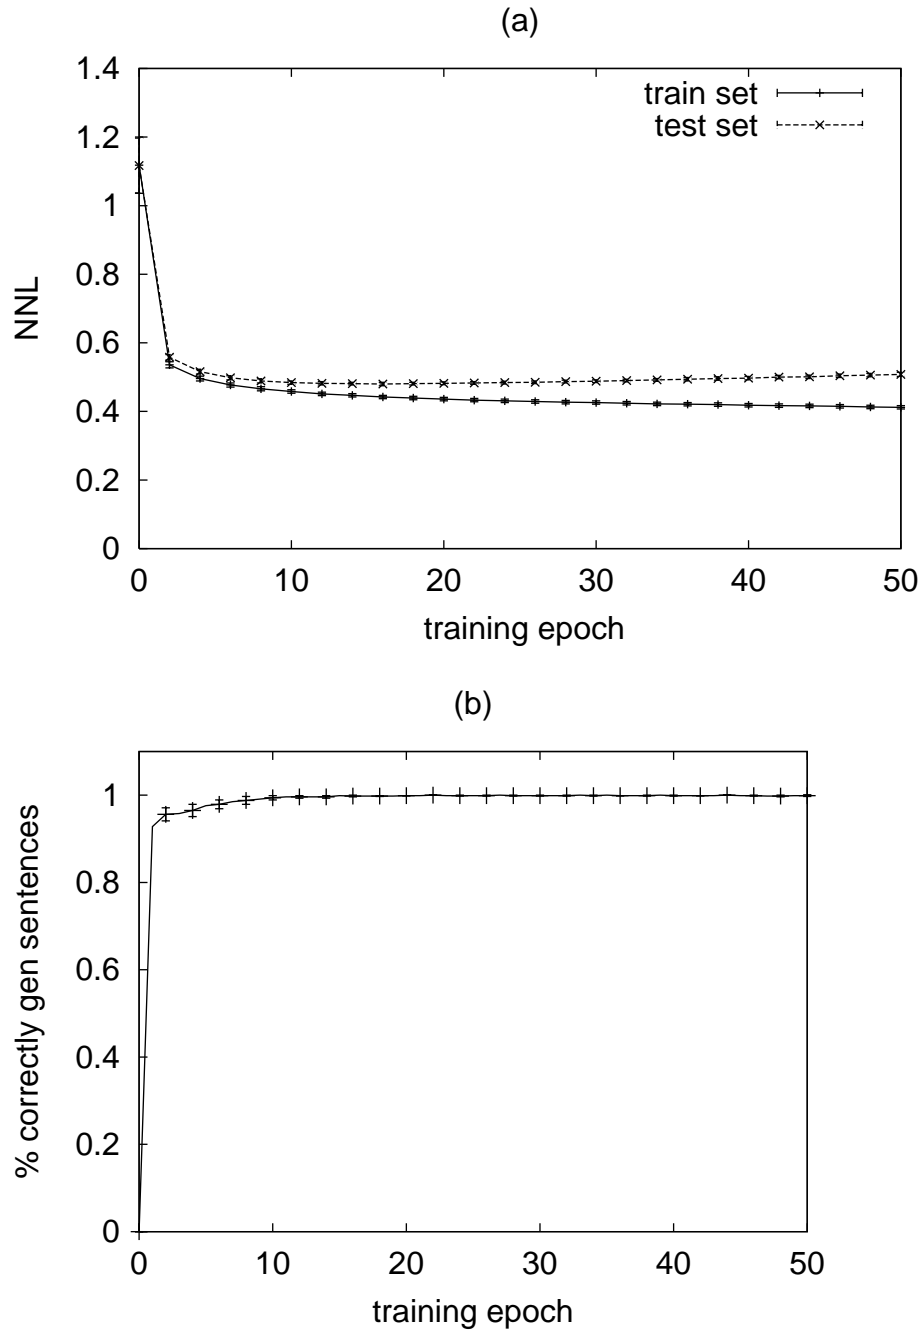 (a)
1.4
1.2
1
0.8
0.6
0.4
0.2
0
NNL
train set
test set
0 10 20 30 40 50
training epoch
(b)
1
0.8
0.6
0.4
0.2
0
% correctly gen sentences
0 10 20 30 40 50
training epoch